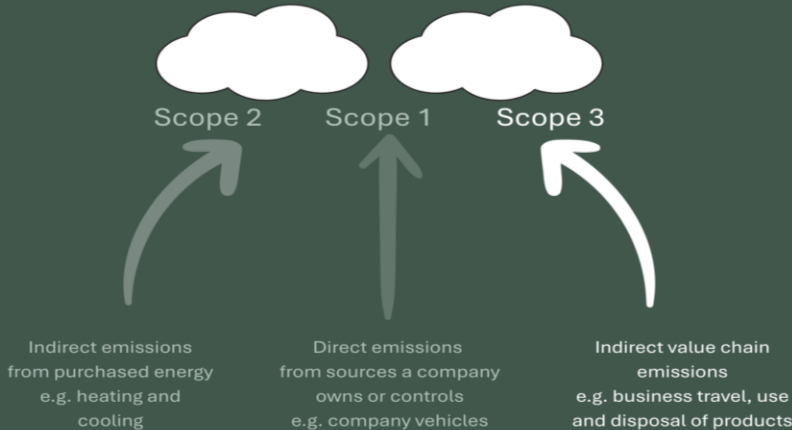 Scope 2
Scope 1
Scope 3
Indirect emissions
from purchased energy
e.g. heating and
cooling
Direct emissions
from sources a company
owns or controls
e.g. company vehicles
Indirect value chain
emissions
e.g. business travel, use
and disposal of products